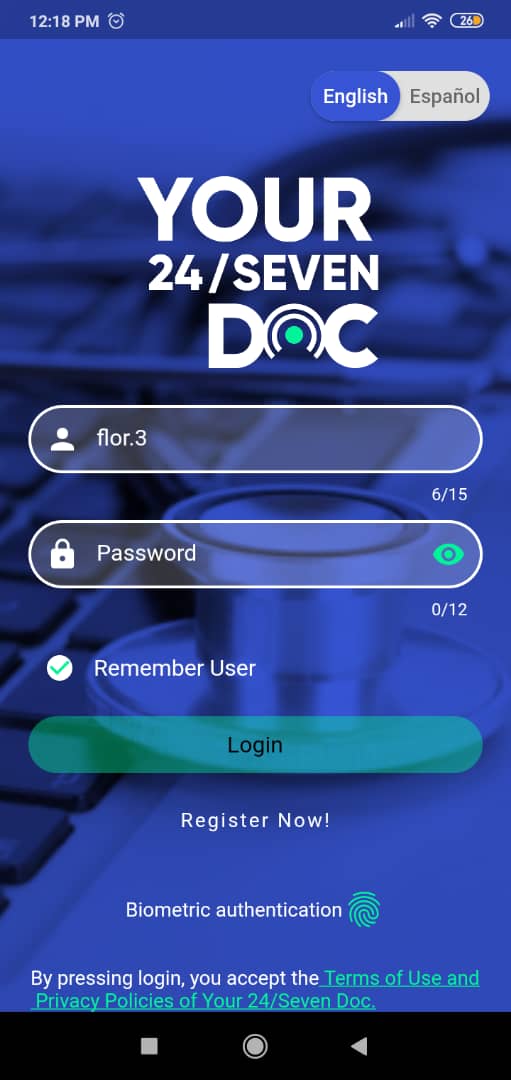 12:18 PM
26
English Español
YOUR
24/SEVEN
DOC
flor.3
6/15
Password
0/12
Remember User
Login
Register Now!
Biometric authentication
By pressing login, you accept the Terms of Use and
Privacy Policies of Your 24/Seven Doc.